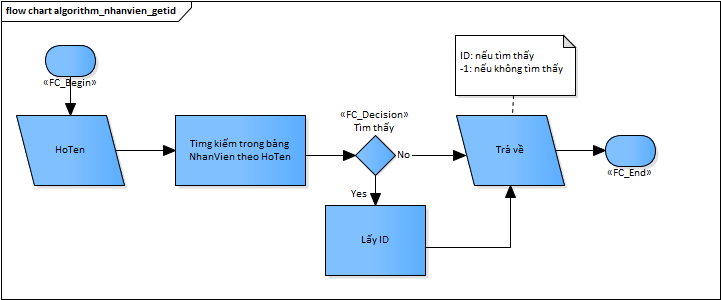 flow chart algorithm_nhanvien_getid
ID: nếu tìm thấy
-1: nếu không tìm thấy
«FC_Begin»
HoTen
Timg kiếm trong bảng
NhanVien theo HoTen
«FC_Decision»
Tìm thấy
No
Yes
Lấy ID
Trả về
«FC_End»